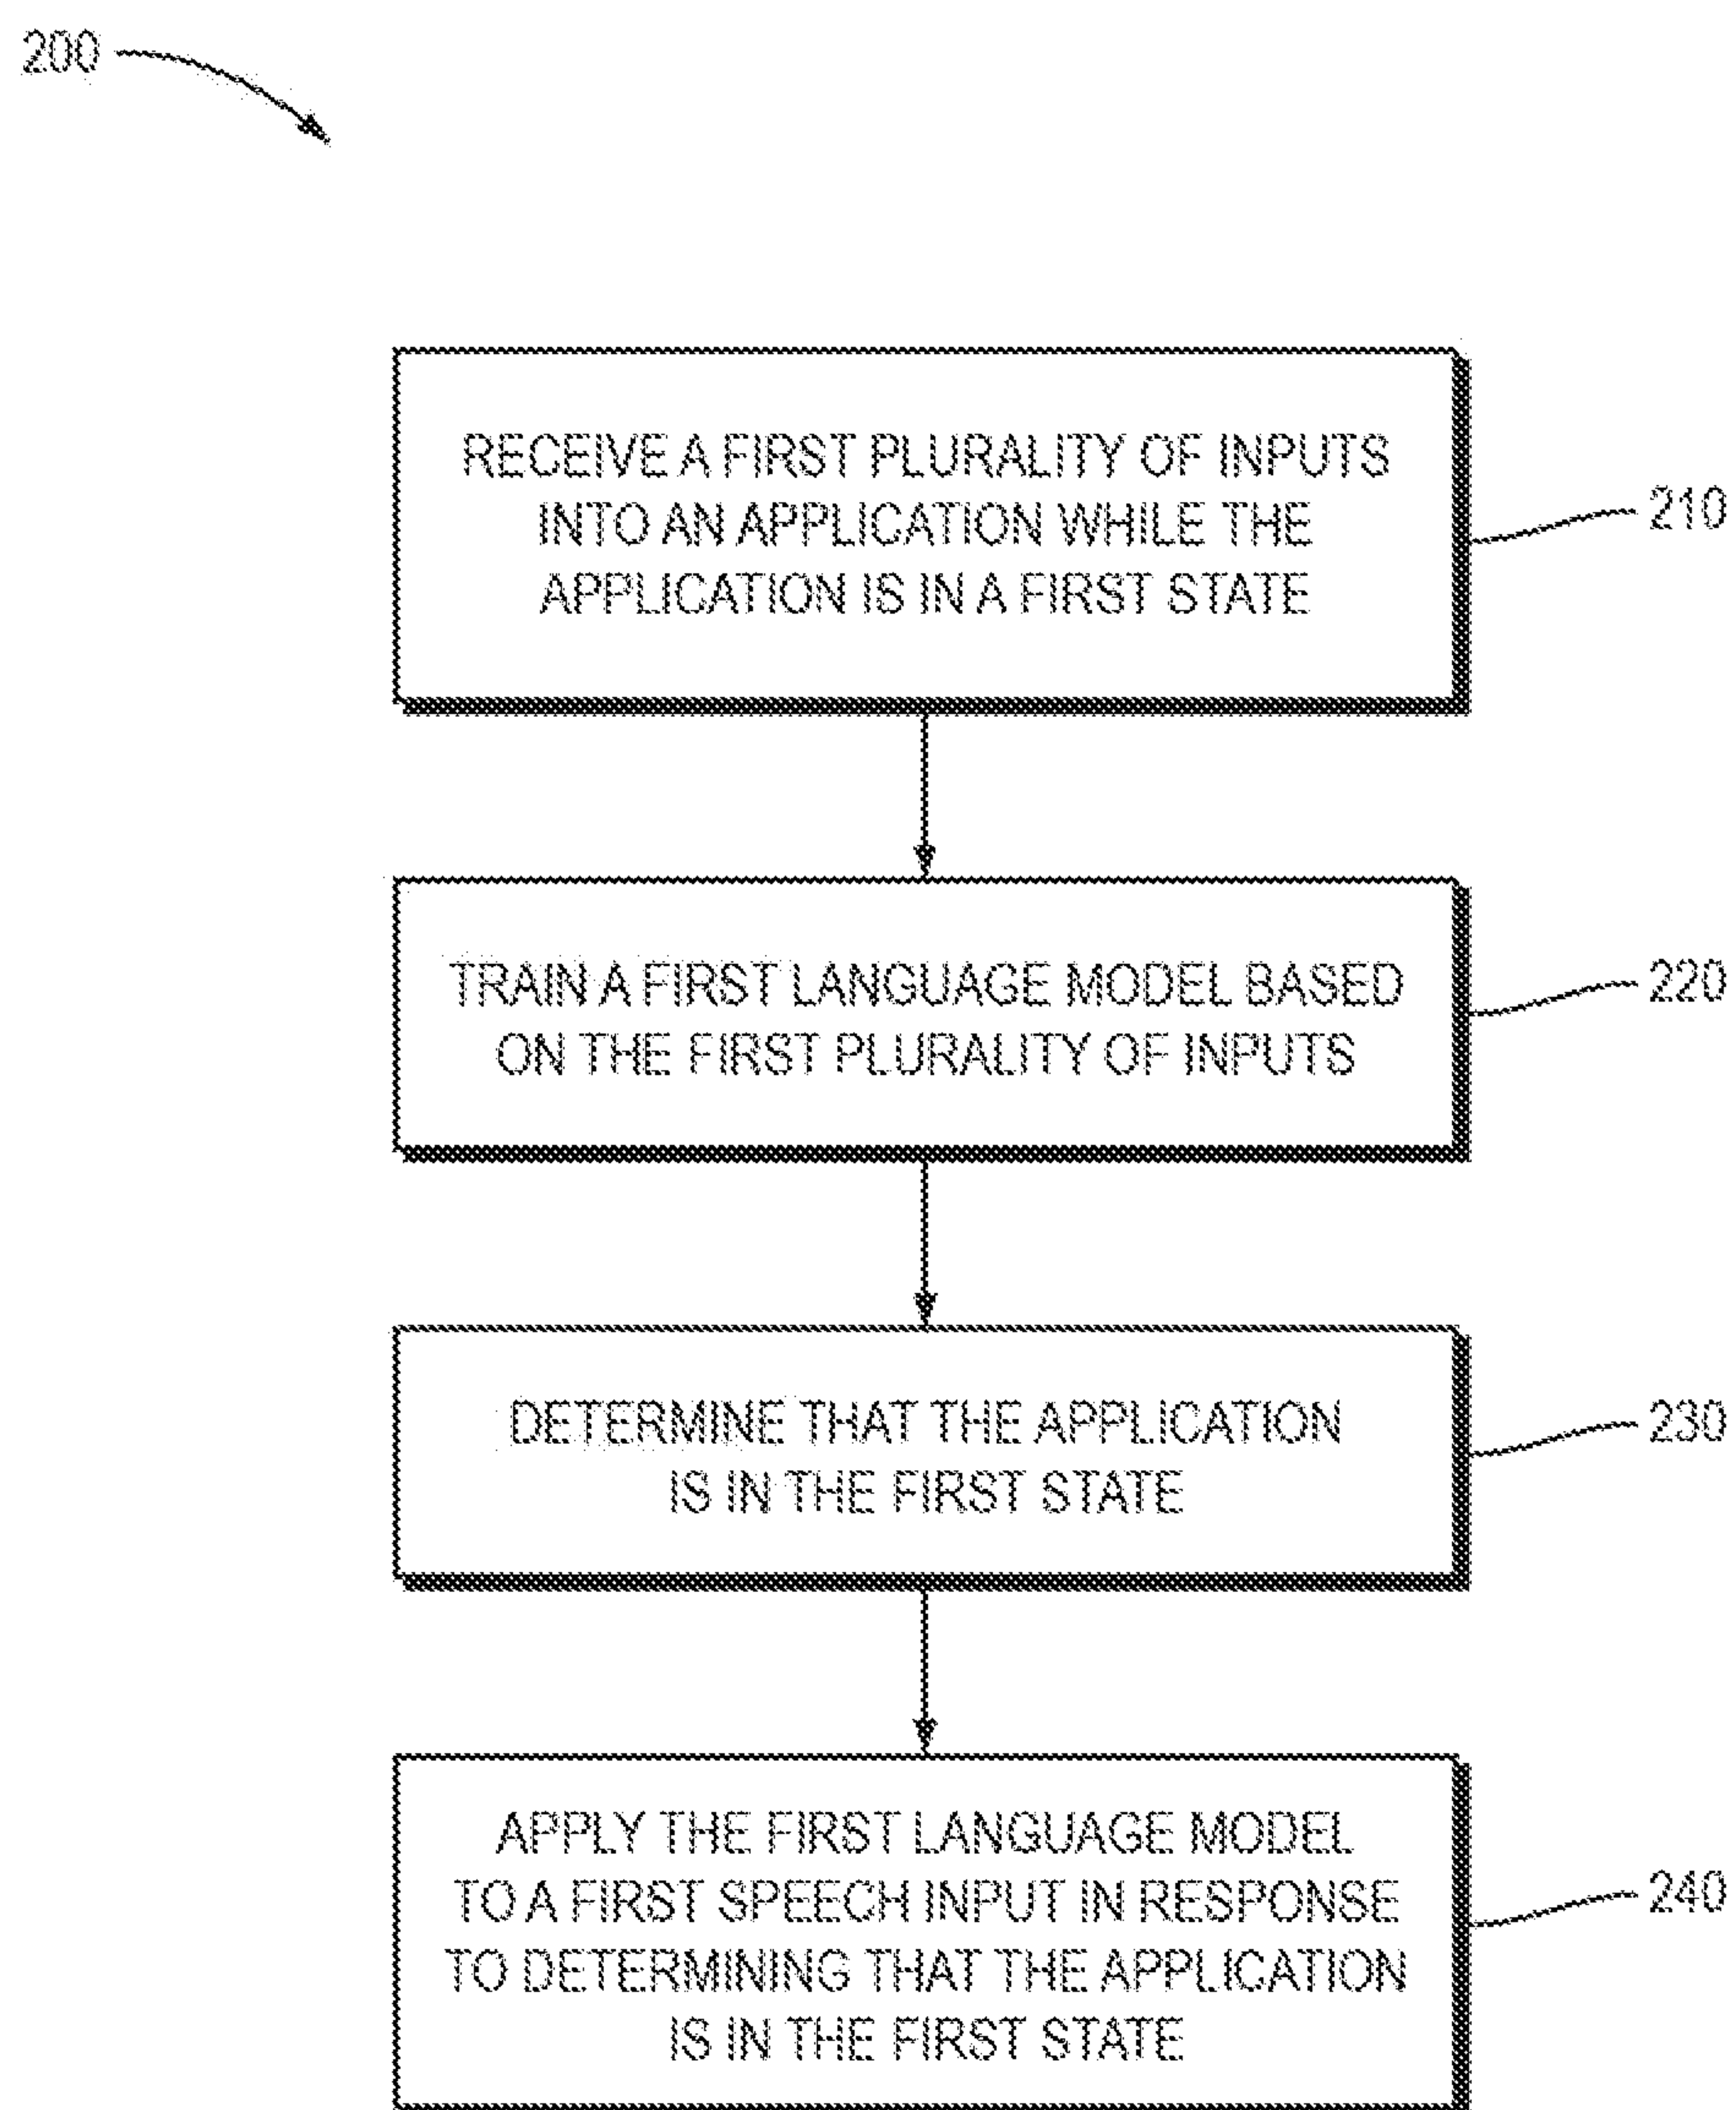 200
RECEIVE A FIRST PLURALITY OF INPUTS
INTO AN APPLICATION WHILE THE
APPLICATION IS IN A FIRST STATE
210
TRAIN A FIRST LANGUAGE MODEL BASED
ON THE FIRST PLURALITY OF INPUTS
220
DETERMINE THAT THE APPLICATION
IS IN THE FIRST STATE
230
APPLY THE FIRST LANGUAGE MODEL
TO A FIRST SPEECH INPUT IN RESPONSE
TO DETERMINING THAT THE APPLICATION
IS IN THE FIRST STATE
240